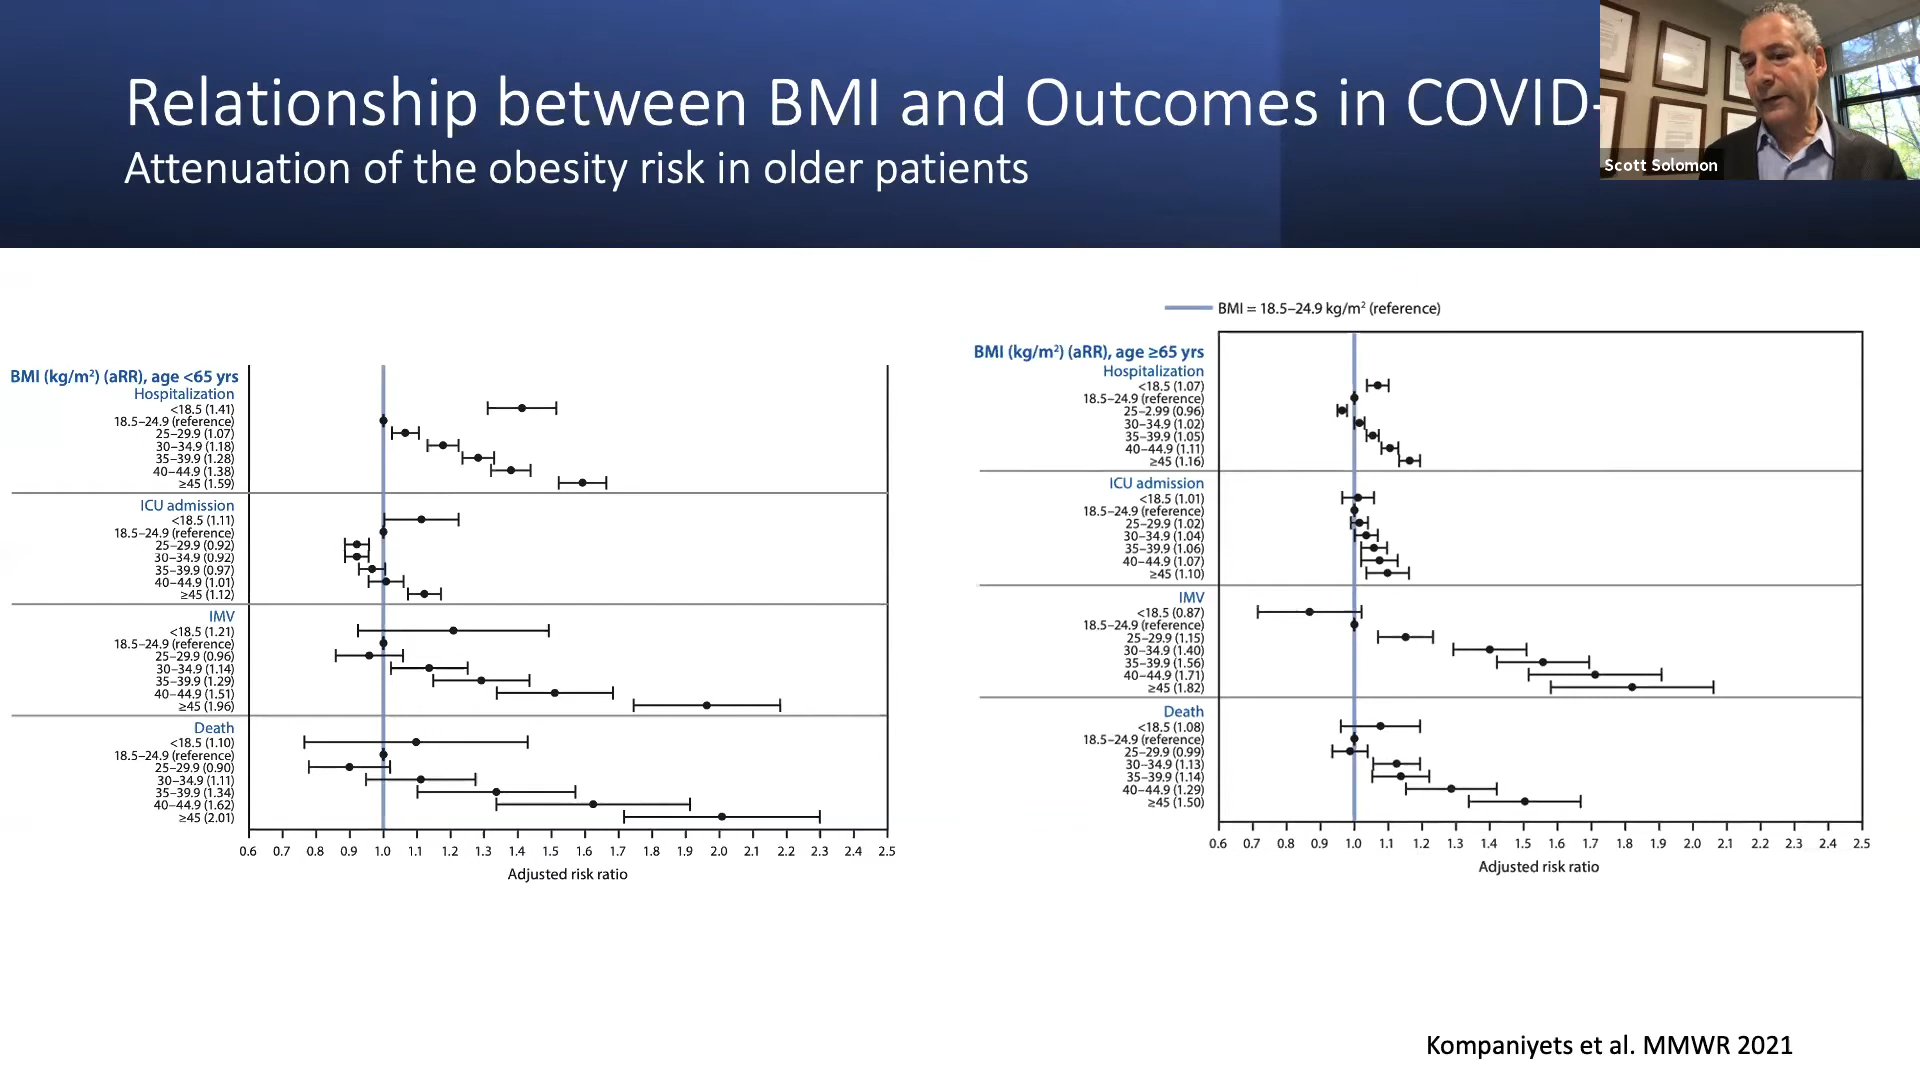 Relationship between BMI and Outcomes in COVID-
Attenuation of the obesity risk in older patients
Scott Solomon
BMI (kg/m²) (aRR), age <65 yrs
Hospitalization
<18.5 (1.41)
18.5–24.9 (reference)
25–29.9 (1.07)
30–34.9 (1.18)
35–39.9 (1.28)
40–44.9 (1.38)
≥45 (1.59)
ICU admission
<18.5 (1.11)
18.5–24.9 (reference)
25–29.9 (0.92)
30–34.9 (0.92)
35–39.9 (0.97)
40–44.9 (1.01)
≥45 (1.12)
IMV
<18.5 (1.21)
18.5–24.9 (reference)
25–29.9 (0.96)
30–34.9 (1.14)
35–39.9 (1.29)
40–44.9 (1.51)
≥45 (1.96)
Death
<18.5 (1.10)
18.5–24.9 (reference)
25–29.9 (0.90)
30–34.9 (1.11)
35–39.9 (1.34)
40–44.9 (1.62)
≥45 (2.01)
0.6 0.7 0.8 0.9 1.0 1.1 1.2 1.3 1.4 1.5 1.6 1.7 1.8 1.9 2.0 2.1 2.2 2.3 2.4 2.5
Adjusted risk ratio
BMI = 18.5–24.9 kg/m² (reference)
BMI (kg/m²) (aRR), age ≥65 yrs
Hospitalization
<18.5 (1.07)
18.5–24.9 (reference)
25–2.99 (0.96)
30–34.9 (1.02)
35–39.9 (1.05)
40–44.9 (1.11)
≥45 (1.16)
ICU admission
<18.5 (1.01)
18.5–24.9 (reference)
25–29.9 (1.02)
30–34.9 (1.04)
35–39.9 (1.06)
40–44.9 (1.07)
≥45 (1.10)
IMV
<18.5 (0.87)
18.5–24.9 (reference)
25–29.9 (1.15)
30–34.9 (1.40)
35–39.9 (1.56)
40–44.9 (1.71)
≥45 (1.82)
Death
<18.5 (1.08)
18.5–24.9 (reference)
25–29.9 (0.99)
30–34.9 (1.13)
35–39.9 (1.14)
40–44.9 (1.29)
≥45 (1.50)
0.6 0.7 0.8 0.9 1.0 1.1 1.2 1.3 1.4 1.5 1.6 1.7 1.8 1.9 2.0 2.1 2.2 2.3 2.4 2.5
Adjusted risk ratio
Kompaniyets et al. MMWR 2021